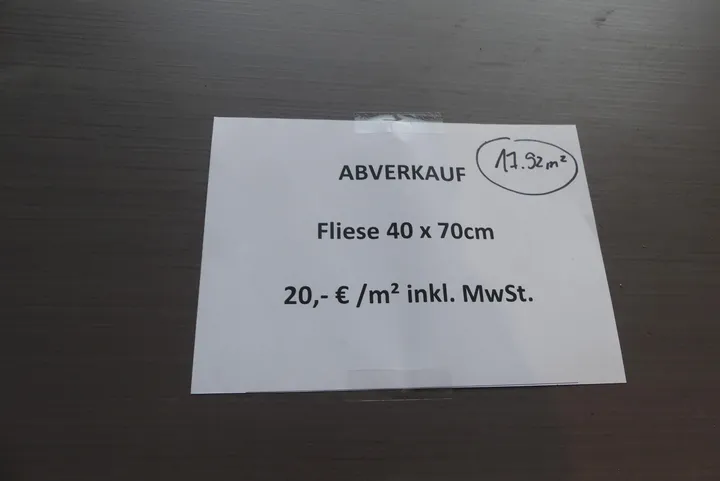 ABVERKAUF
17.92m²
Fliese 40 x 70cm
20,- € /m² inkl. MwSt.